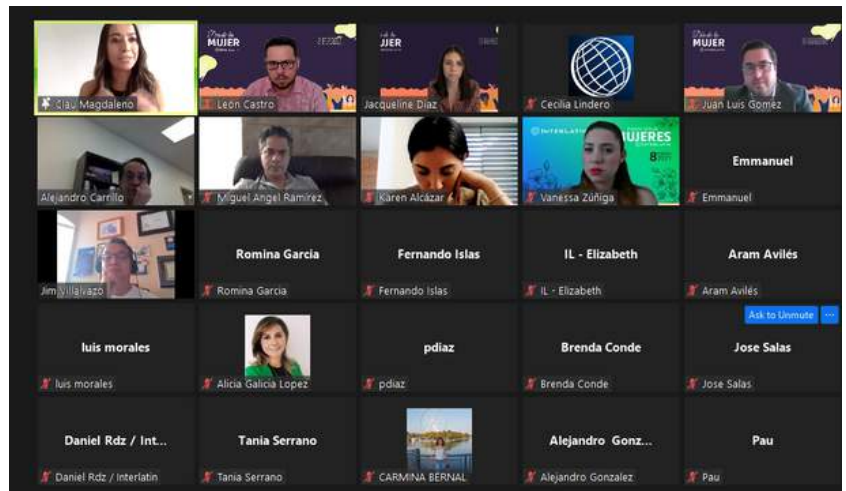 MUJER
MUJER
Clau Magdaleno
León Castro
JJER
Jacqueline Díaz
Cecilia Lindero
MUJER
Juan Luis Gomez
Alejandro Carrillo
Miguel Angel Ramírez
Karen Alcázar
INTERLATIN
MUJERES
8
Vanessa Zúñiga
Emmanuel
Emmanuel
Jim Villalvazo
Romina Garcia
Romina Garcia
Fernando Islas
Fernando Islas
IL - Elizabeth
IL - Elizabeth
Aram Avilés
Aram Avilés
luis morales
luis morales
Alicia Galicia Lopez
pdiaz
pdiaz
Brenda Conde
Brenda Conde
Ask to Unmute ...
Jose Salas
Jose Salas
Daniel Rdz / Int...
Daniel Rdz / Interlatin
Tania Serrano
Tania Serrano
CARMINA BERNAL
Alejandro Gonz...
Alejandro Gonzalez
Pau
Pau